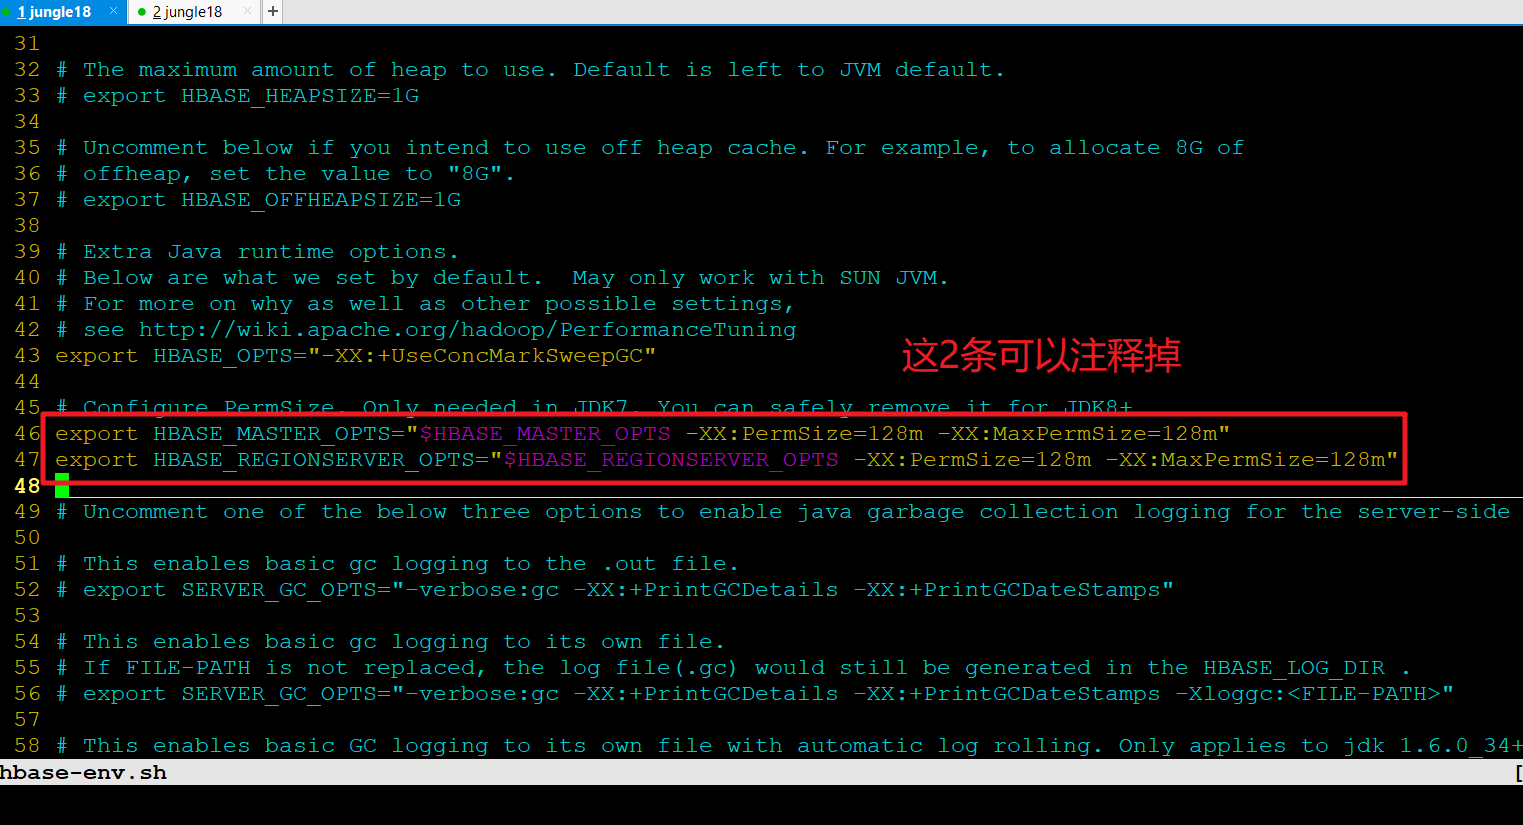 1 jungle18 × 2 jungle18 × +
31
32 # The maximum amount of heap to use. Default is left to JVM default.
33 # export HBASE_HEAPSIZE=1G
34
35 # Uncomment below if you intend to use off heap cache. For example, to allocate 8G of
36 # offheap, set the value to "8G".
37 # export HBASE_OFFHEAPSIZE=1G
38
39 # Extra Java runtime options.
40 # Below are what we set by default.  May only work with SUN JVM.
41 # For more on why as well as other possible settings,
42 # see http://wiki.apache.org/hadoop/PerformanceTuning
43 export HBASE_OPTS="-XX:+UseConcMarkSweepGC"
这2条可以注释掉
44
45 # Configure PermSize. Only needed in JDK7. You can safely remove it for JDK8+
46 export HBASE_MASTER_OPTS="$HBASE_MASTER_OPTS -XX:PermSize=128m -XX:MaxPermSize=128m"
47 export HBASE_REGIONSERVER_OPTS="$HBASE_REGIONSERVER_OPTS -XX:PermSize=128m -XX:MaxPermSize=128m"
48
49 # Uncomment one of the below three options to enable java garbage collection logging for the server-side
50
51 # This enables basic gc logging to the .out file.
52 # export SERVER_GC_OPTS="-verbose:gc -XX:+PrintGCDetails -XX:+PrintGCDateStamps"
53
54 # This enables basic gc logging to its own file.
55 # If FILE-PATH is not replaced, the log file(.gc) would still be generated in the HBASE_LOG_DIR .
56 # export SERVER_GC_OPTS="-verbose:gc -XX:+PrintGCDetails -XX:+PrintGCDateStamps -Xloggc:<FILE-PATH>"
57
58 # This enables basic GC logging to its own file with automatic log rolling. Only applies to jdk 1.6.0_34+
hbase-env.sh [